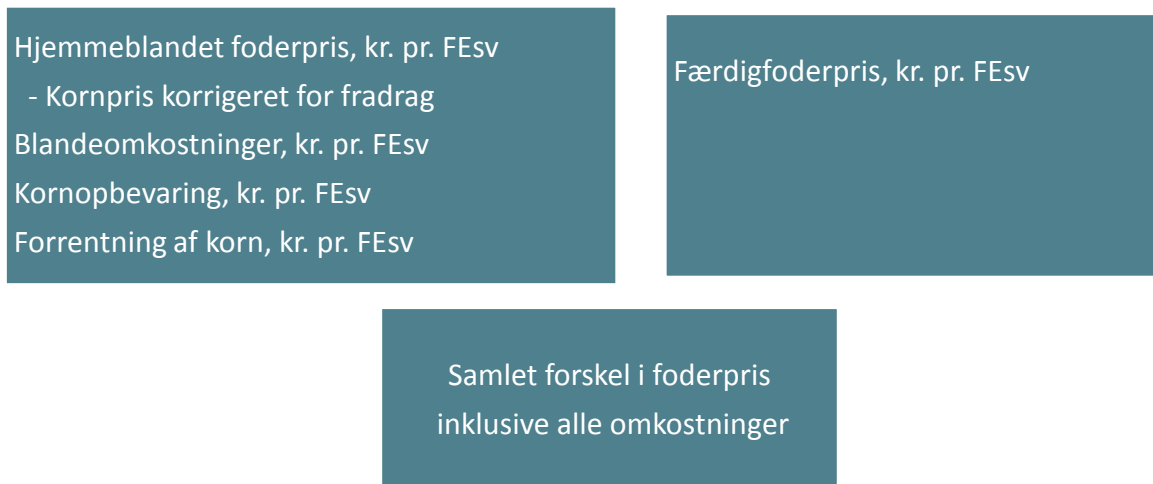 Hjemmeblandet foderpris, kr. pr. FEsv
- Kornpris korrigeret for fradrag
Blandeomkostninger, kr. pr. FEsv
Kornopbevaring, kr. pr. FEsv
Forrentning af korn, kr. pr. FEsv
Færdigfoderpris, kr. pr. FEsv
Samlet forskel i foderpris
inklusive alle omkostninger